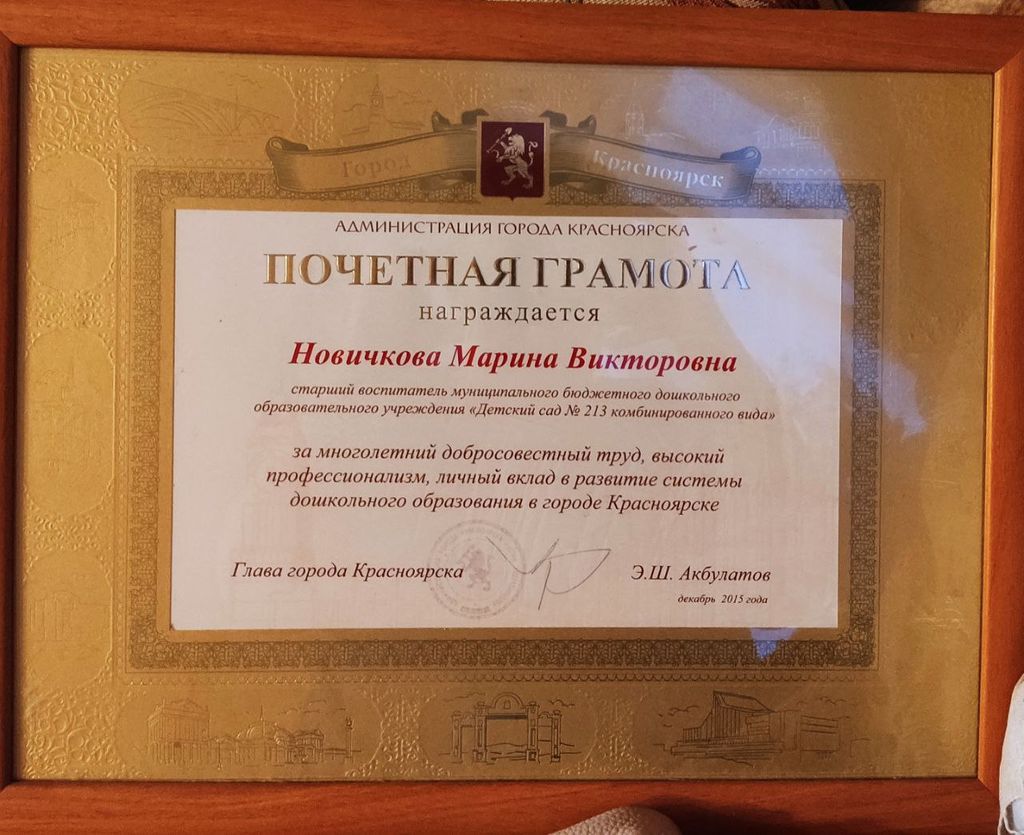 Город Красноярск
АДМИНИСТРАЦИЯ ГОРОДА КРАСНОЯРСКА
ПОЧЕТНАЯ ГРАМОТА
награждается
Новичкова Марина Викторовна
старший воспитатель муниципального бюджетного дошкольного
образовательного учреждения «Детский сад № 213 комбинированного вида»
за многолетний добросовестный труд, высокий
профессионализм, личный вклад в развитие системы
дошкольного образования в городе Красноярске
Глава города Красноярска Э.Ш. Акбулатов
декабрь 2015 года